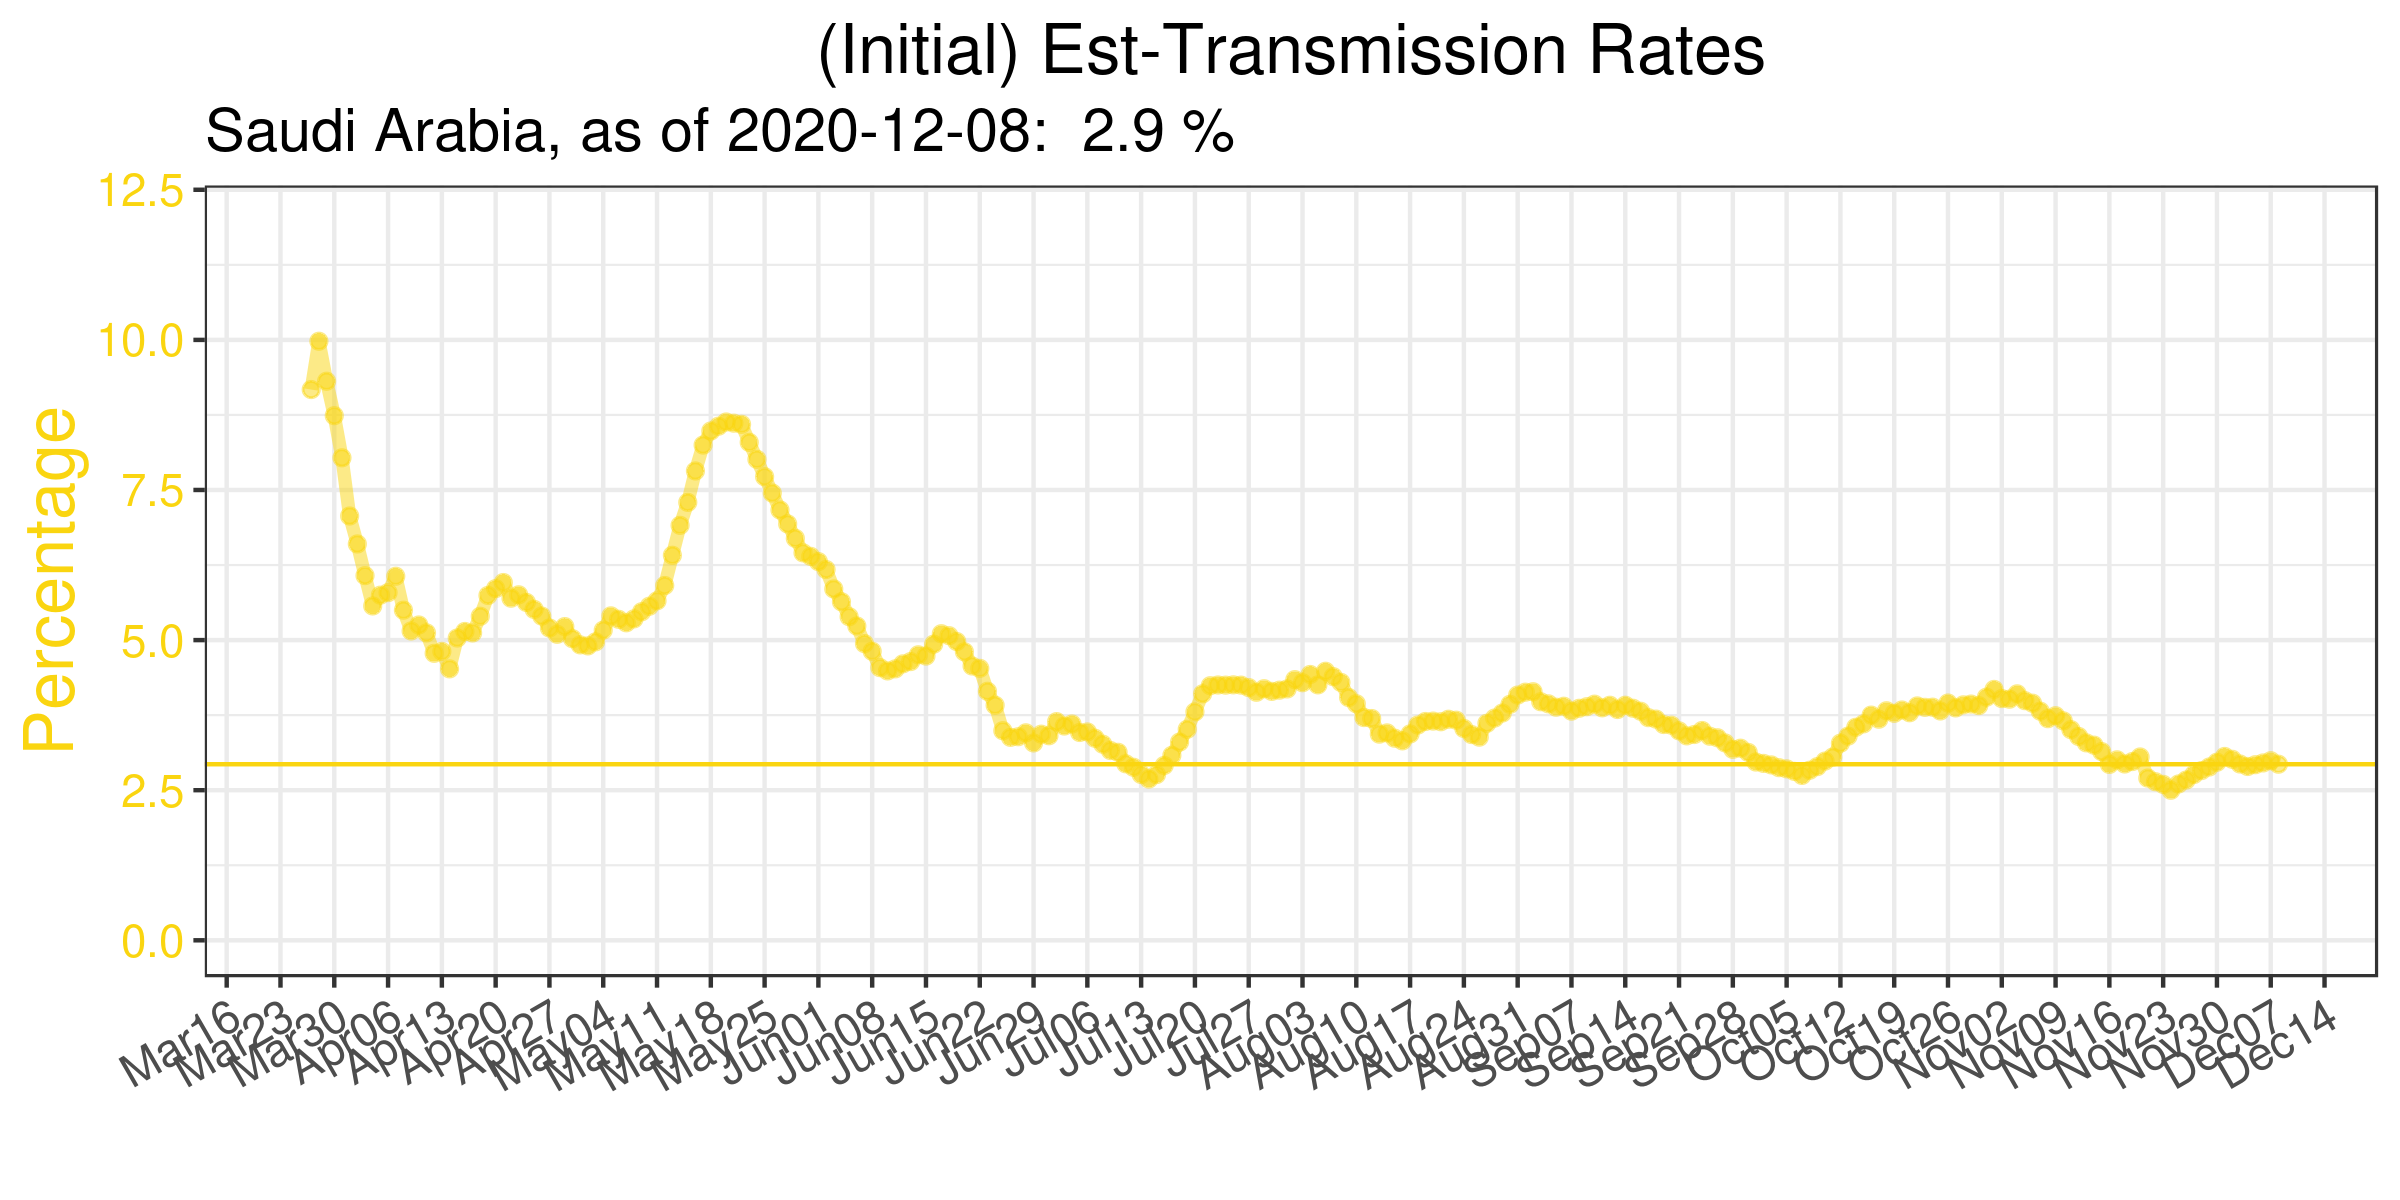 (Initial) Est-Transmission Rates
Saudi Arabia, as of 2020-12-08:  2.9 %
Percentage
12.5
10.0
7.5
5.0
2.5
0.0
Mar16
Mar23
Mar30
Apr06
Apr13
Apr20
Apr27
May04
May11
May18
May25
Jun01
Jun08
Jun15
Jun22
Jun29
Jul06
Jul13
Jul20
Jul27
Aug03
Aug10
Aug17
Aug24
Aug31
Sep07
Sep14
Sep21
Sep28
Oct05
Oct12
Oct19
Oct26
Nov02
Nov09
Nov16
Nov23
Nov30
Dec07
Dec14